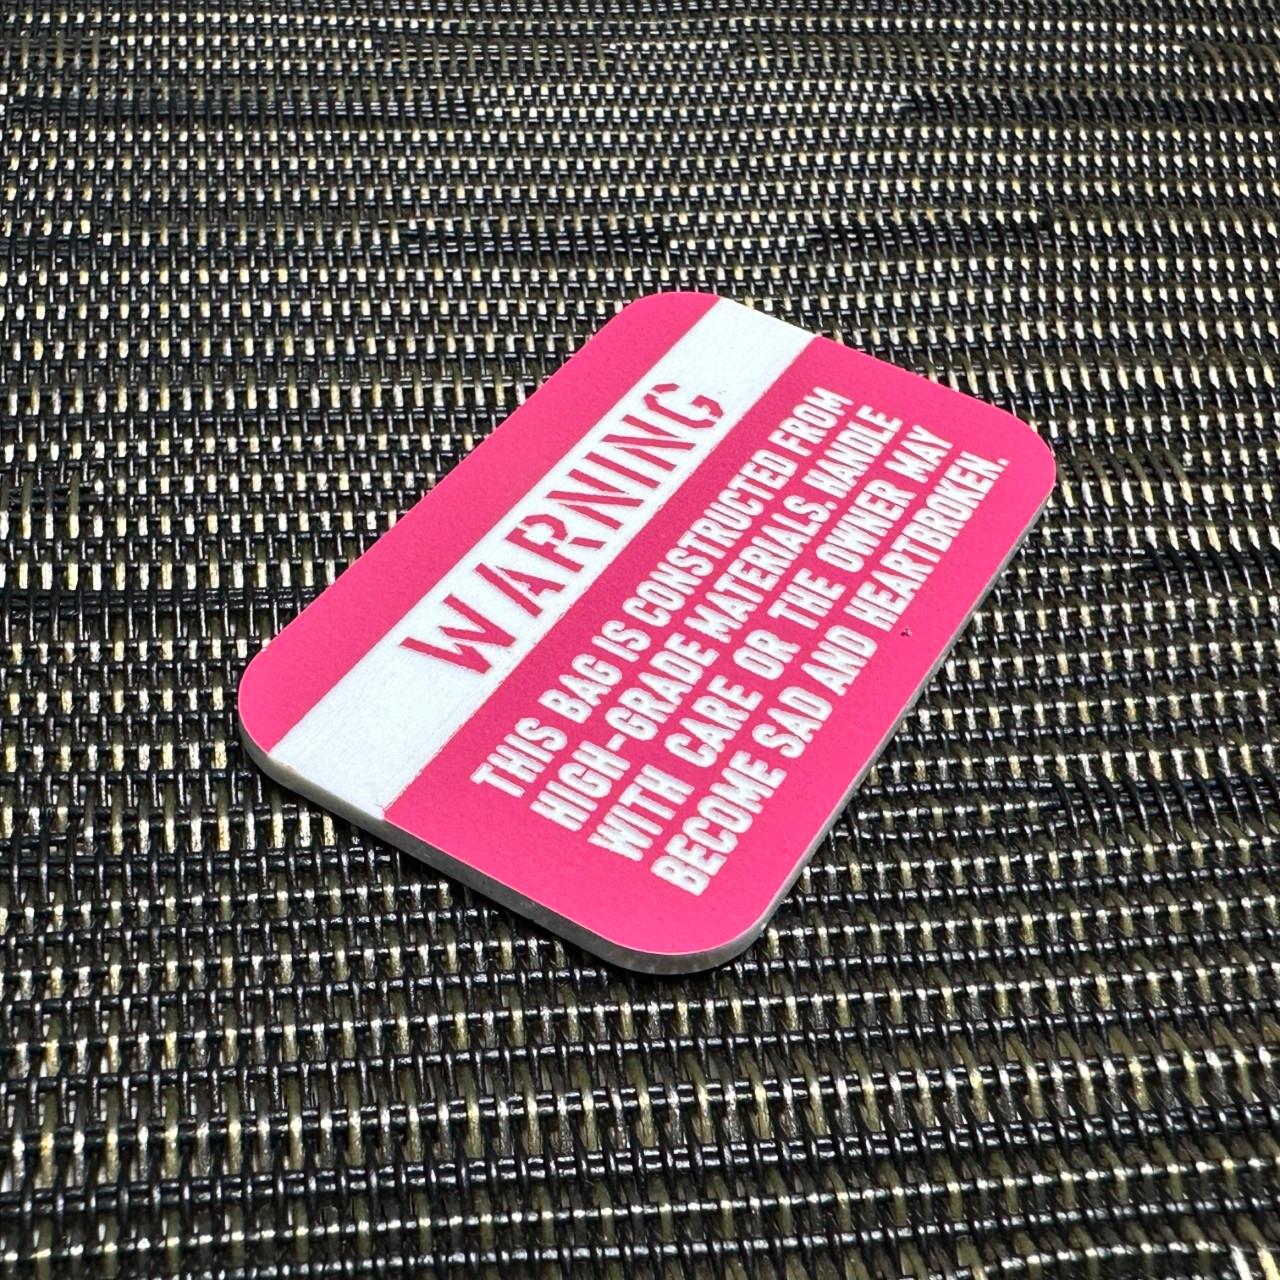 WARNING
THIS BAG IS CONSTRUCTED FROM
HIGH-GRADE MATERIALS. HANDLE
WITH CARE OR THE OWNER MAY
BECOME SAD AND HEARTBROKEN.